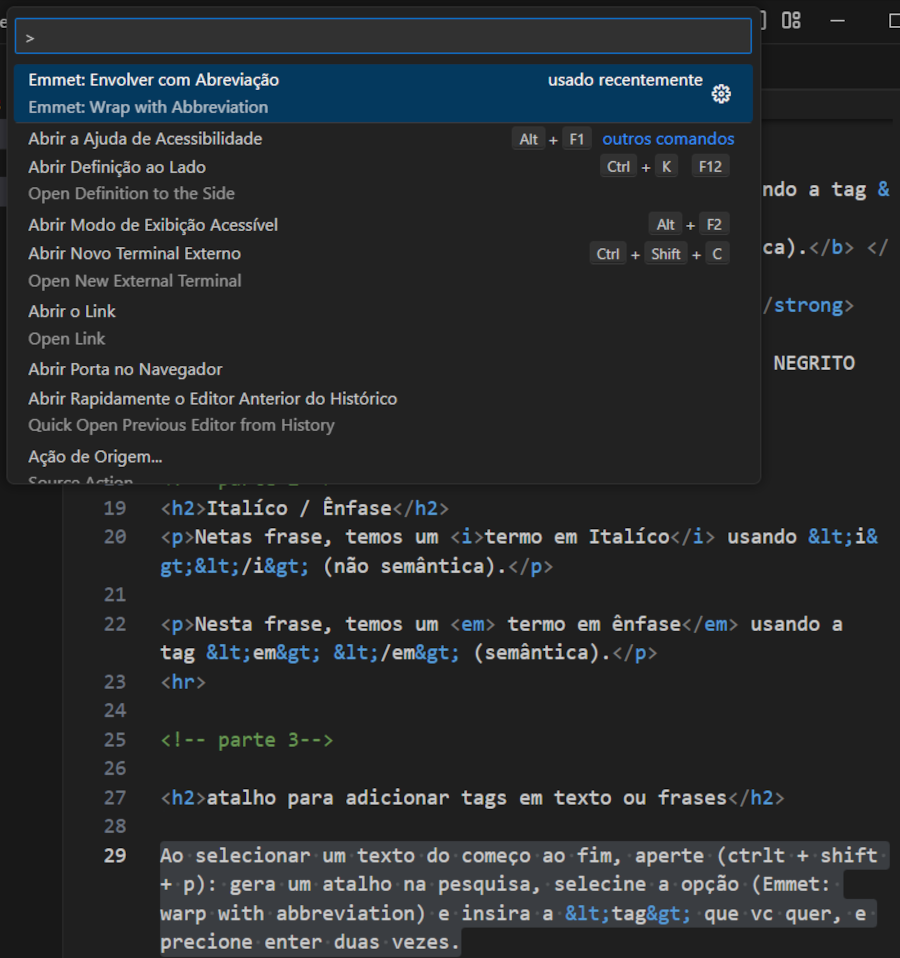 >
Emmet: Envolver com Abreviação usado recentemente
Emmet: Wrap with Abbreviation
Abrir a Ajuda de Acessibilidade Alt + F1 outros comandos
Abrir Definição ao Lado Ctrl + K F12
Open Definition to the Side
ndo a tag &
Abrir Modo de Exibição Acessível Alt + F2
Abrir Novo Terminal Externo Ctrl + Shift + C
ca).</b> </
Open New External Terminal
Abrir o Link
/strong>
Open Link
Abrir Porta no Navegador
NEGRITO
Abrir Rapidamente o Editor Anterior do Histórico
Quick Open Previous Editor from History
Ação de Origem...
Source Action
19 <h2>Italíco / Ênfase</h2>
20 <p>Netas frase, temos um <i>termo em Italíco</i> usando &lt;i&
gt;&lt;/i&gt; (não semântica).</p>
21
22 <p>Nesta frase, temos um <em> termo em ênfase</em> usando a
tag &lt;em&gt; &lt;/em&gt; (semântica).</p>
23 <hr>
24
25 <!-- parte 3-->
26
27 <h2>atalho para adicionar tags em texto ou frases</h2>
28
29 Ao selecionar um texto do começo ao fim, aperte (ctrlt + shift
+ p): gera um atalho na pesquisa, selecine a opção (Emmet:
warp with abbreviation) e insira a &lt;tag&gt; que vc quer, e
precione enter duas vezes.